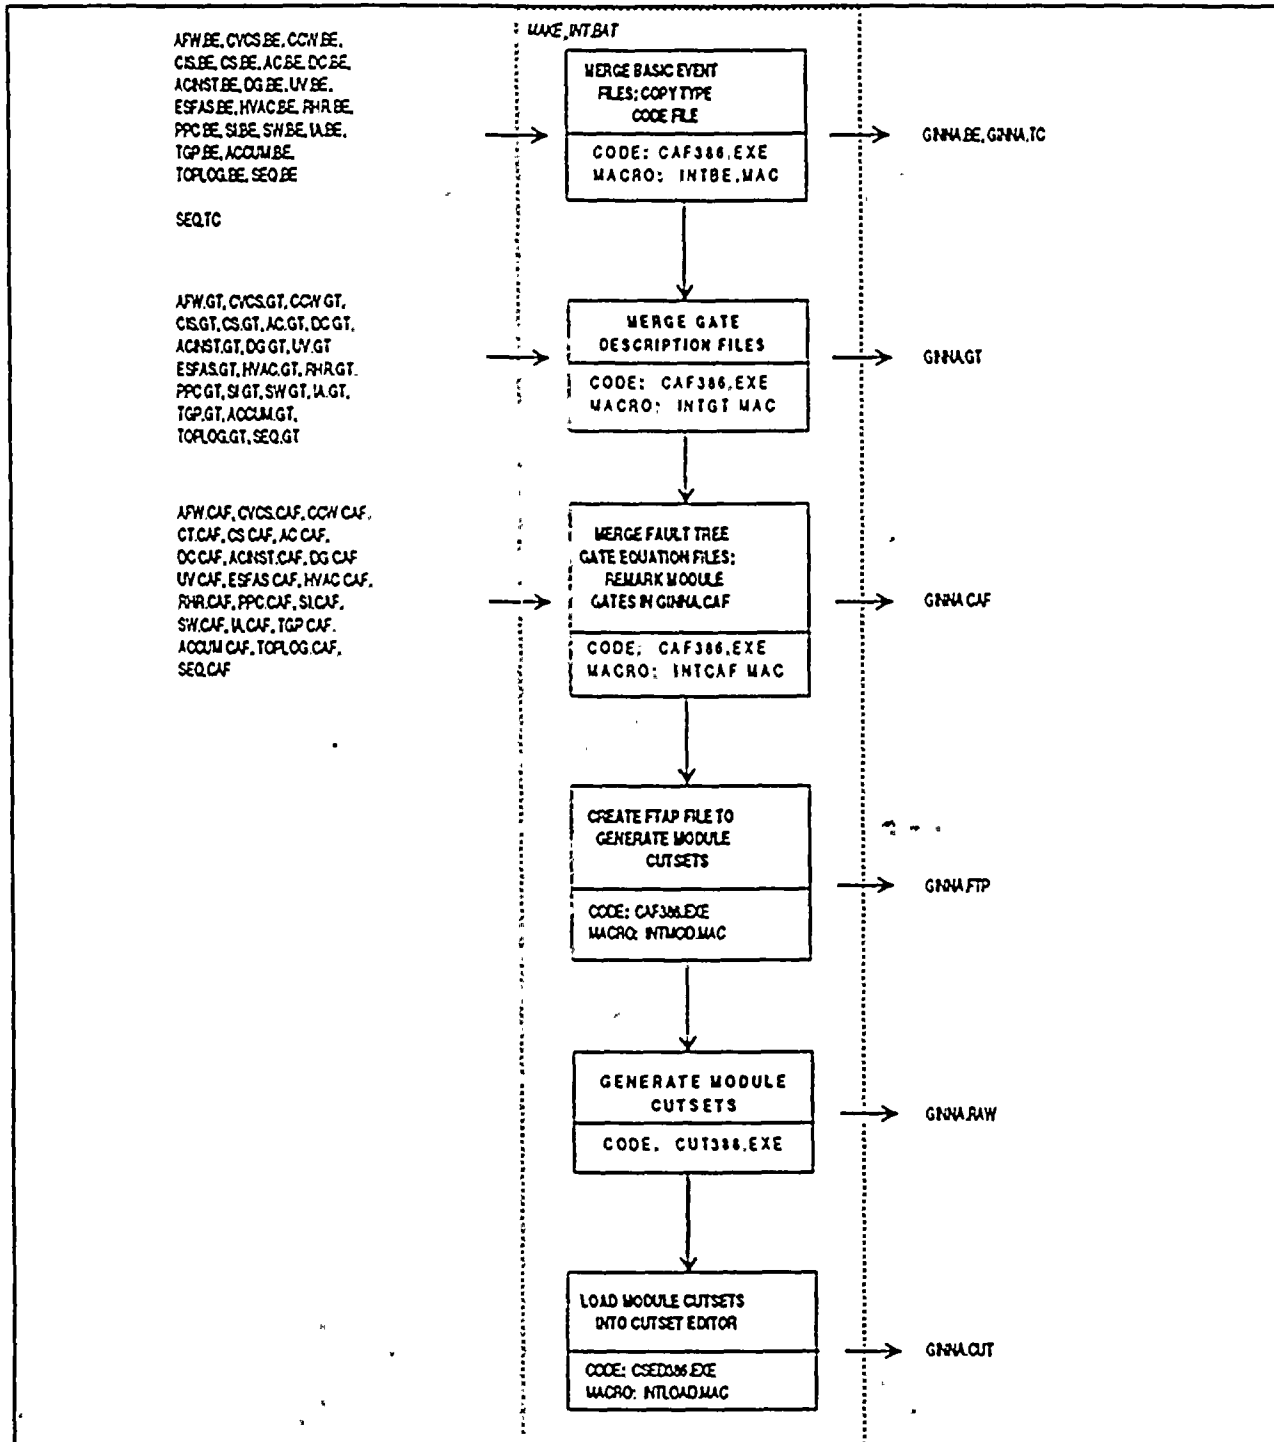 MAKE_INT.BAT
AFW.BE, CVCS.BE, CCW.BE,
CIS.BE, CS.BE, AC.BE, DC.BE,
ACINST.BE, DG.BE, UV.BE,
ESFAS.BE, HVAC.BE, RHR.BE,
PPC.BE, SI.BE, SW.BE, IA.BE,
TGP.BE, ACCUM.BE,
TOPLOG.BE, SEQ.BE
SEQ.TC
MERGE BASIC EVENT
FILES; COPY TYPE
CODE FILE
CODE: CAF386.EXE
MACRO: INTBE.MAC
GINNA.BE, GINNA.TC
AFW.GT, CVCS.GT, CCW.GT,
CIS.GT, CS.GT, AC.GT, DC.GT,
ACINST.GT, DG.GT, UV.GT
ESFAS.GT, HVAC.GT, RHR.GT.
PPC.GT, SI.GT, SW.GT, IA.GT,
TGP.GT, ACCUM.GT,
TOPLOG.GT, SEQ.GT
MERGE GATE
DESCRIPTION FILES
CODE: CAF386.EXE
MACRO: INTGT.MAC
GINNA.GT
AFW.CAF, CVCS.CAF, CCW.CAF,
CT.CAF, CS.CAF, AC.CAF,
DC.CAF, ACINST.CAF, DG.CAF
UV.CAF, ESFAS.CAF, HVAC.CAF,
RHR.CAF, PPC.CAF, SI.CAF,
SW.CAF, IA.CAF, TGP.CAF.
ACCUM.CAF, TOPLOG.CAF,
SEQ.CAF
MERGE FAULT TREE
GATE EQUATION FILES;
REMARK MODULE
GATES IN GINNA.CAF
CODE: CAF386.EXE
MACRO: INTCAF.MAC
GINNA.CAF
CREATE FTAP FILE TO
GENERATE MODULE
CUTSETS
CODE: CAF386.EXE
MACRO: INTMOD.MAC
GINNA.FTP
GENERATE MODULE
CUTSETS
CODE. CUT386.EXE
GINNA.RAW
LOAD MODULE CUTSETS
INTO CUTSET EDITOR
CODE: CSED386.EXE
MACRO: INTLOAD.MAC
GINNA.CUT